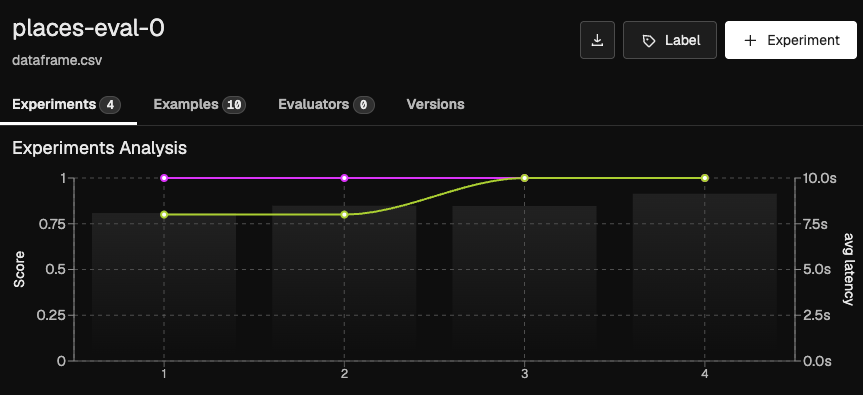 places-eval-0
dataframe.csv
Label
+ Experiment
Experiments 4 Examples 10 Evaluators 0 Versions
Experiments Analysis
1
0.75
0.5
0.25
0
Score
10.0s
7.5s
5.0s
2.5s
0.0s
avg latency
1 2 3 4